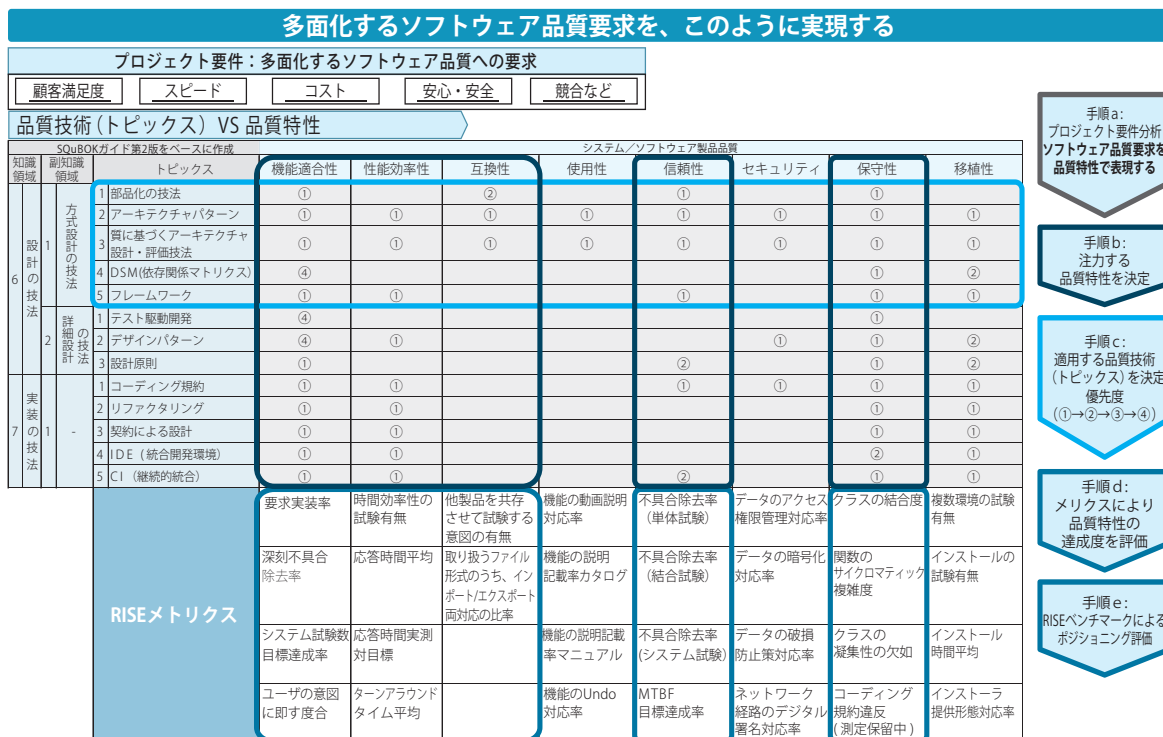 多面化するソフトウェア品質要求を、このように実現する
プロジェクト要件：多面化するソフトウェア品質への要求
顧客満足度 スピード コスト 安心・安全 競合など
品質技術(トピックス）VS 品質特性
SQuBOKガイド第2版をベースに作成 システム／ソフトウェア製品品質
知識領域 副知識領域 トピックス 機能適合性 性能効率性 互換性 使用性 信頼性 セキュリティ 保守性 移植性
6 設計の技法
1 方式設計の技法
1 部品化の技法 ① ② ① ①
2 アーキテクチャパターン ① ① ① ① ① ① ① ①
3 質に基づくアーキテクチャ
設計・評価技法 ① ① ① ① ① ① ① ①
4 DSM(依存関係マトリクス) ④ ① ②
5 フレームワーク ① ① ① ① ①
2 詳細設計の技法
1 テスト駆動開発 ④ ①
2 デザインパターン ④ ① ① ① ②
3 設計原則 ① ② ① ②
7 実装の技法 1 -
1 コーディング規約 ① ① ① ① ① ①
2 リファクタリング ① ① ① ①
3 契約による設計 ① ① ① ①
4 IDE（統合開発環境） ① ① ② ①
5 CI（継続的統合） ① ① ② ① ①
RISEメトリクス
要求実装率
時間効率性の
試験有無
他製品を共存
させて試験する
意図の有無
機能の動画説明
対応率
不具合除去率
（単体試験）
データのアクセス
権限管理対応率
クラスの結合度
複数環境の試験
有無
深刻不具合
除去率
応答時間平均
取り扱うファイル
形式のうち、イン
ポート/エクスポート
両対応の比率
機能の説明
記載率カタログ
不具合除去率
（結合試験）
データの暗号化
対応率
関数の
サイクロマティック
複雑度
インストールの
試験有無
システム試験数
目標達成率
応答時間実測
対目標
機能の説明記載
率マニュアル
不具合除去率
(システム試験)
データの破損
防止策対応率
クラスの
凝集性の欠如
インストール
時間平均
ユーザの意図
に即す度合
ターンアラウンド
タイム平均
機能のUndo
対応率
MTBF
目標達成率
ネットワーク
経路のデジタル
署名対応率
コーディング
規約違反
(測定保留中)
インストーラ
提供形態対応率
手順a：
プロジェクト要件分析
ソフトウェア品質要求を
品質特性で表現する
手順b：
注力する
品質特性を決定
手順c：
適用する品質技術
（トピックス）を決定
優先度
(①→②→③→④)
手順d：
メリクスにより
品質特性の
達成度を評価
手順e：
RISEベンチマークによる
ポジショニング評価